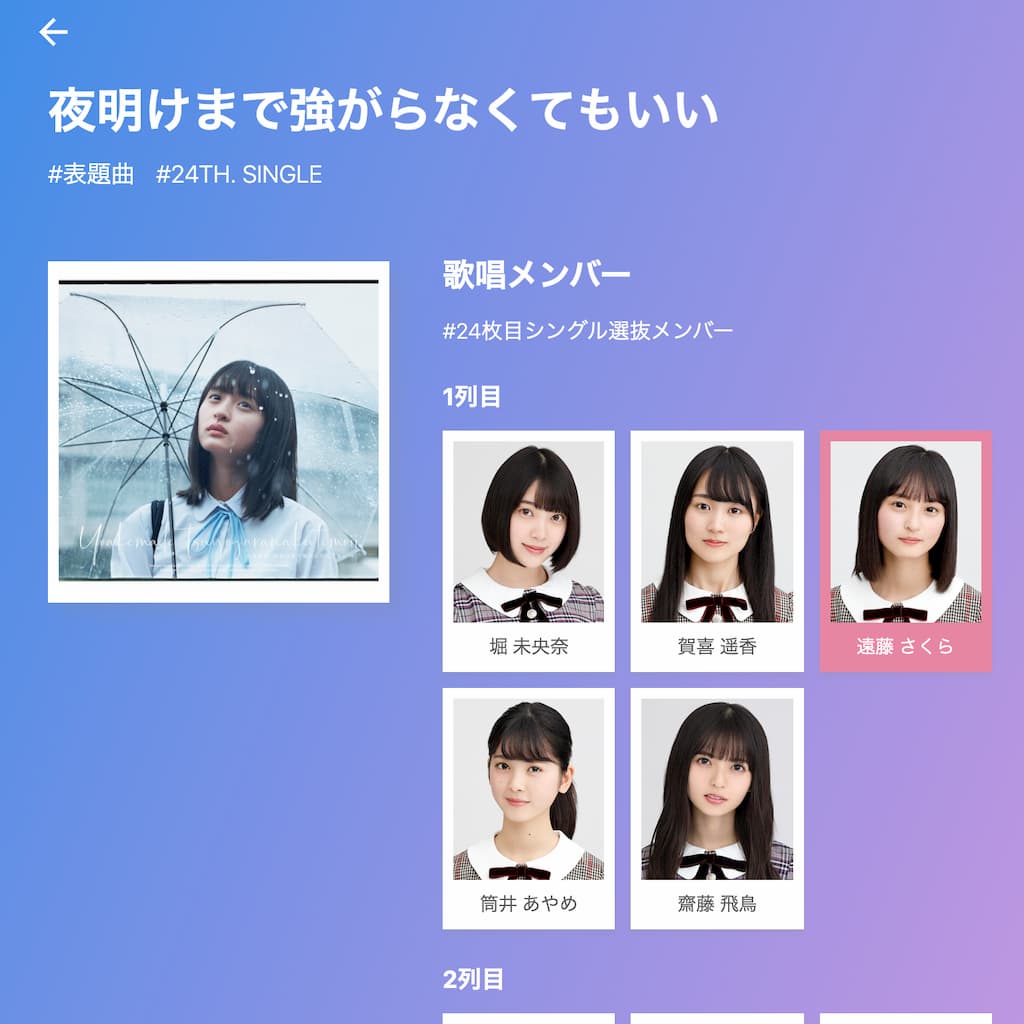 夜明けまで強がらなくてもいい
#表題曲 #24TH. SINGLE
歌唱メンバー
#24枚目シングル選抜メンバー
1列目
堀 未央奈
賀喜 遥香
遠藤 さくら
筒井 あやめ
齋藤 飛鳥
2列目